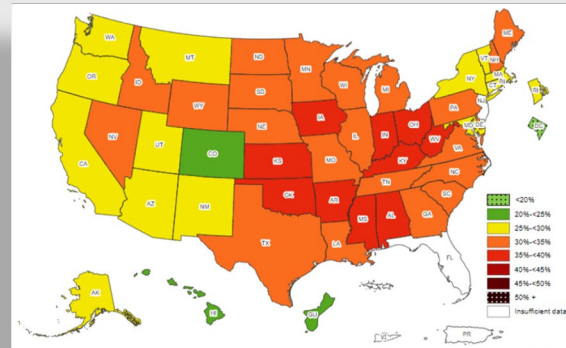 WA
MT
ND
MN
ME
OR
ID
SD
WI
MI
VT
NH
NY
MA
CT
RI
WY
NE
IA
PA
NJ
NV
UT
CO
IL
IN
OH
MD
DE
DC
CA
KS
MO
KY
WV
VA
AZ
NM
OK
AR
TN
NC
SC
TX
LA
MS
AL
GA
FL
AK
HI
GU
VI
PR
<20%
20%-<25%
25%-<30%
30%-<35%
35%-<40%
40%-<45%
45%-<50%
50% +
Insufficient data